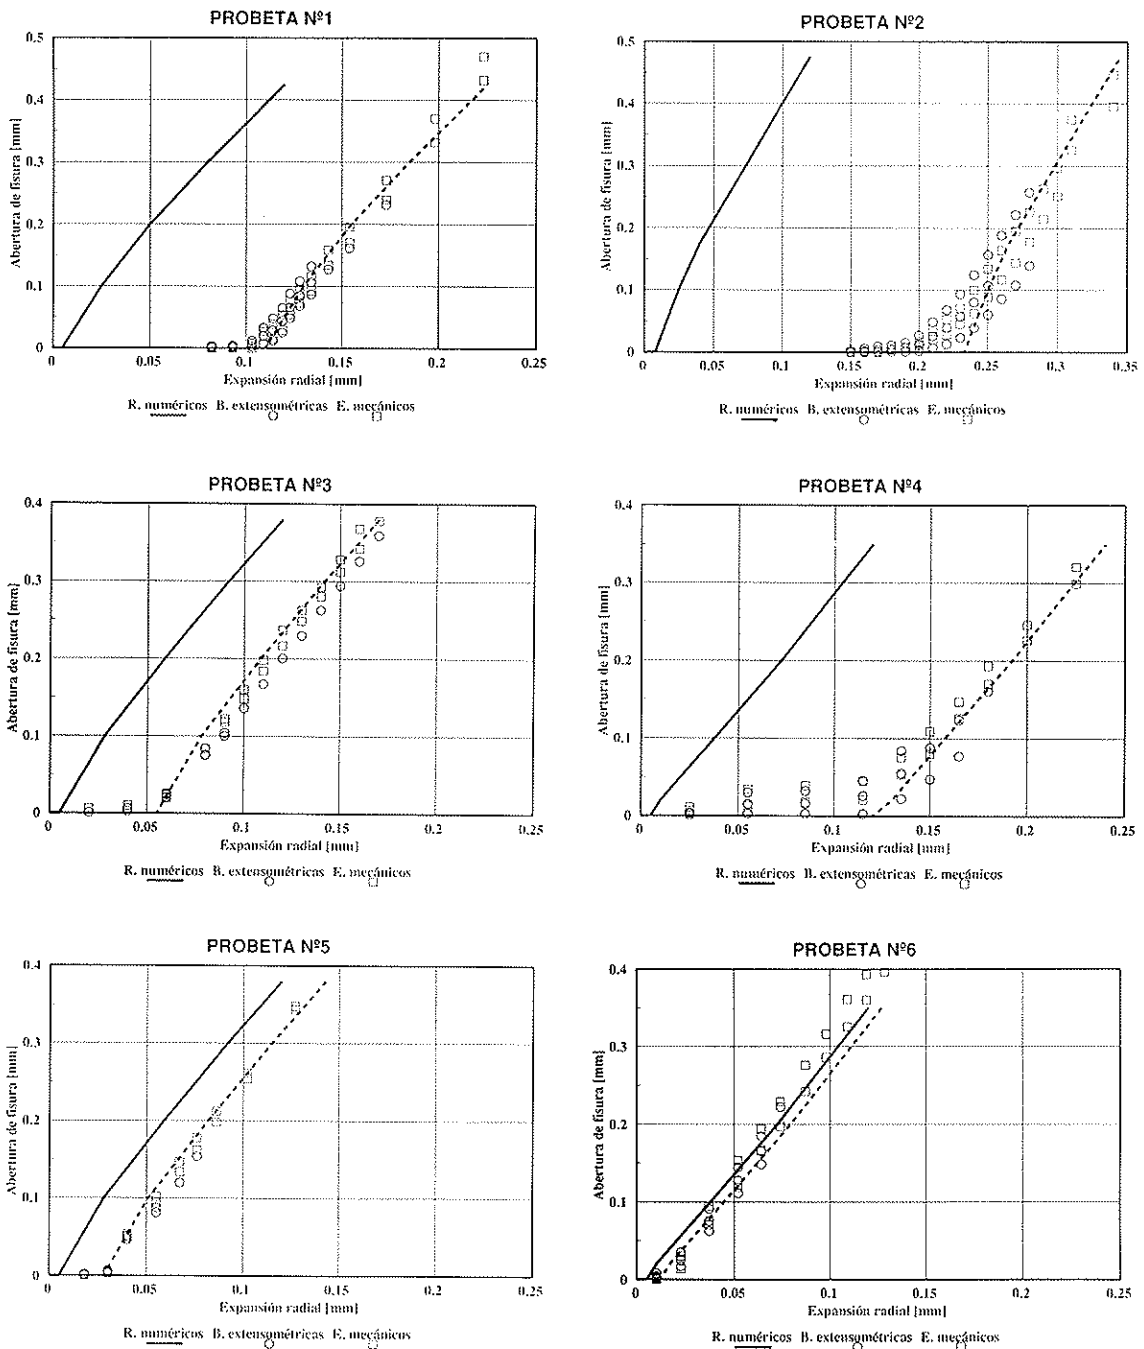 PROBETA Nº1
0.5
0.4
0.3
0.2
0.1
0
Abertura de fisura [mm]
0 0.05 0.1 0.15 0.2 0.25
Expansión radial [mm]
R. numéricos B. extensométricas E. mecánicos
PROBETA Nº2
0.5
0.4
0.3
0.2
0.1
0
Abertura de fisura [mm]
0 0.05 0.1 0.15 0.2 0.25 0.3 0.35
Expansión radial [mm]
R. numéricos B. extensométricas E. mecánicos
PROBETA Nº3
0.4
0.3
0.2
0.1
0
Abertura de fisura [mm]
0 0.05 0.1 0.15 0.2 0.25
Expansión radial [mm]
R. numéricos B. extensométricas E. mecánicos
PROBETA Nº4
0.4
0.3
0.2
0.1
0
Abertura de fisura [mm]
0 0.05 0.1 0.15 0.2 0.25
Expansión radial [mm]
R. numéricos B. extensométricas E. mecánicos
PROBETA Nº5
0.4
0.3
0.2
0.1
0
Abertura de fisura [mm]
0 0.05 0.1 0.15 0.2 0.25
Expansión radial [mm]
R. numéricos B. extensométricas E. mecánicos
PROBETA Nº6
0.4
0.3
0.2
0.1
0
Abertura de fisura [mm]
0 0.05 0.1 0.15 0.2 0.25
Expansión radial [mm]
R. numéricos B. extensométricas E. mecánicos